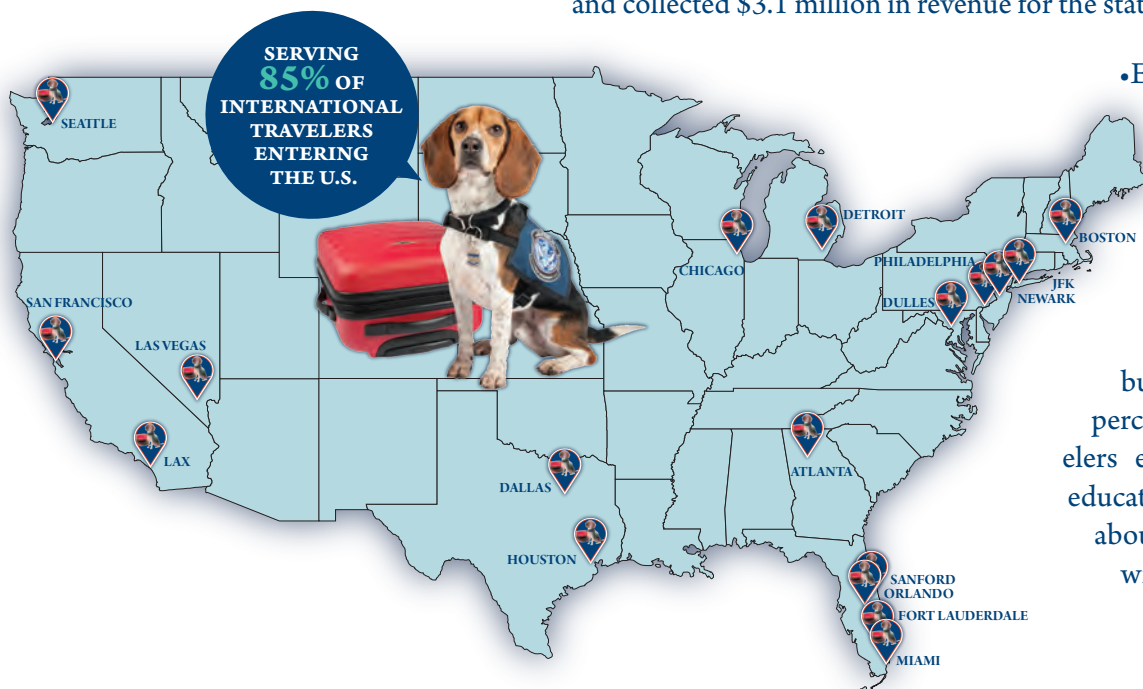 and collected $3.1 million in revenue for the stat
SERVING
85% OF
INTERNATIONAL
TRAVELERS
ENTERING
THE U.S.
•E
SEATTLE
DETROIT
BOSTON
CHICAGO
PHILADELPHIA
JFK
NEWARK
DULLES
SAN FRANCISCO
LAS VEGAS
LAX
bu
perc
elers e
educat
abou
w
ATLANTA
DALLAS
HOUSTON
SANFORD
ORLANDO
FORT LAUDERDALE
MIAMI